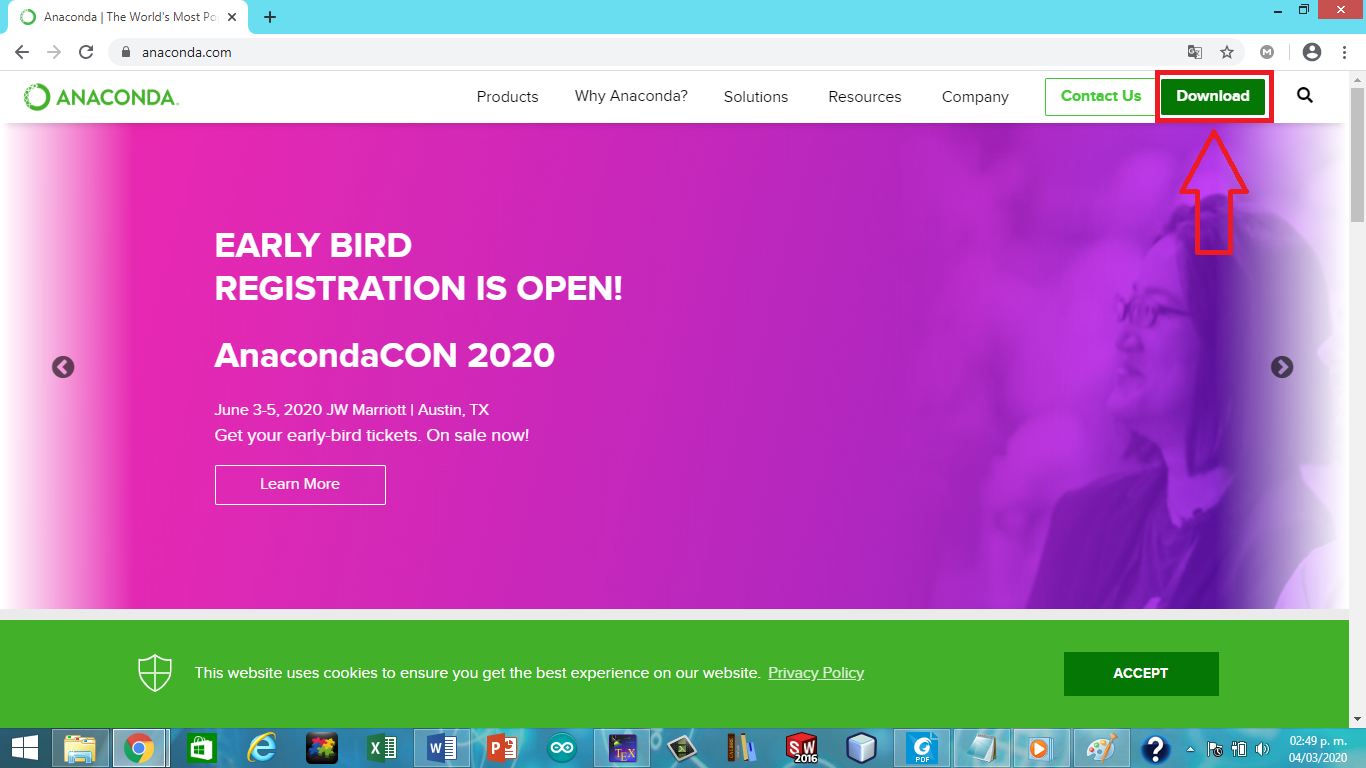 Anaconda | The World's Most Po
anaconda.com
ANACONDA.
Products
Why Anaconda?
Solutions
Resources
Company
Contact Us
Download
EARLY BIRD
REGISTRATION IS OPEN!
AnacondaCON 2020
June 3-5, 2020 JW Marriott | Austin, TX
Get your early-bird tickets. On sale now!
Learn More
This website uses cookies to ensure you get the best experience on our website. Privacy Policy
ACCEPT
SW
2016
PDF
02:49 p. m.
04/03/2020